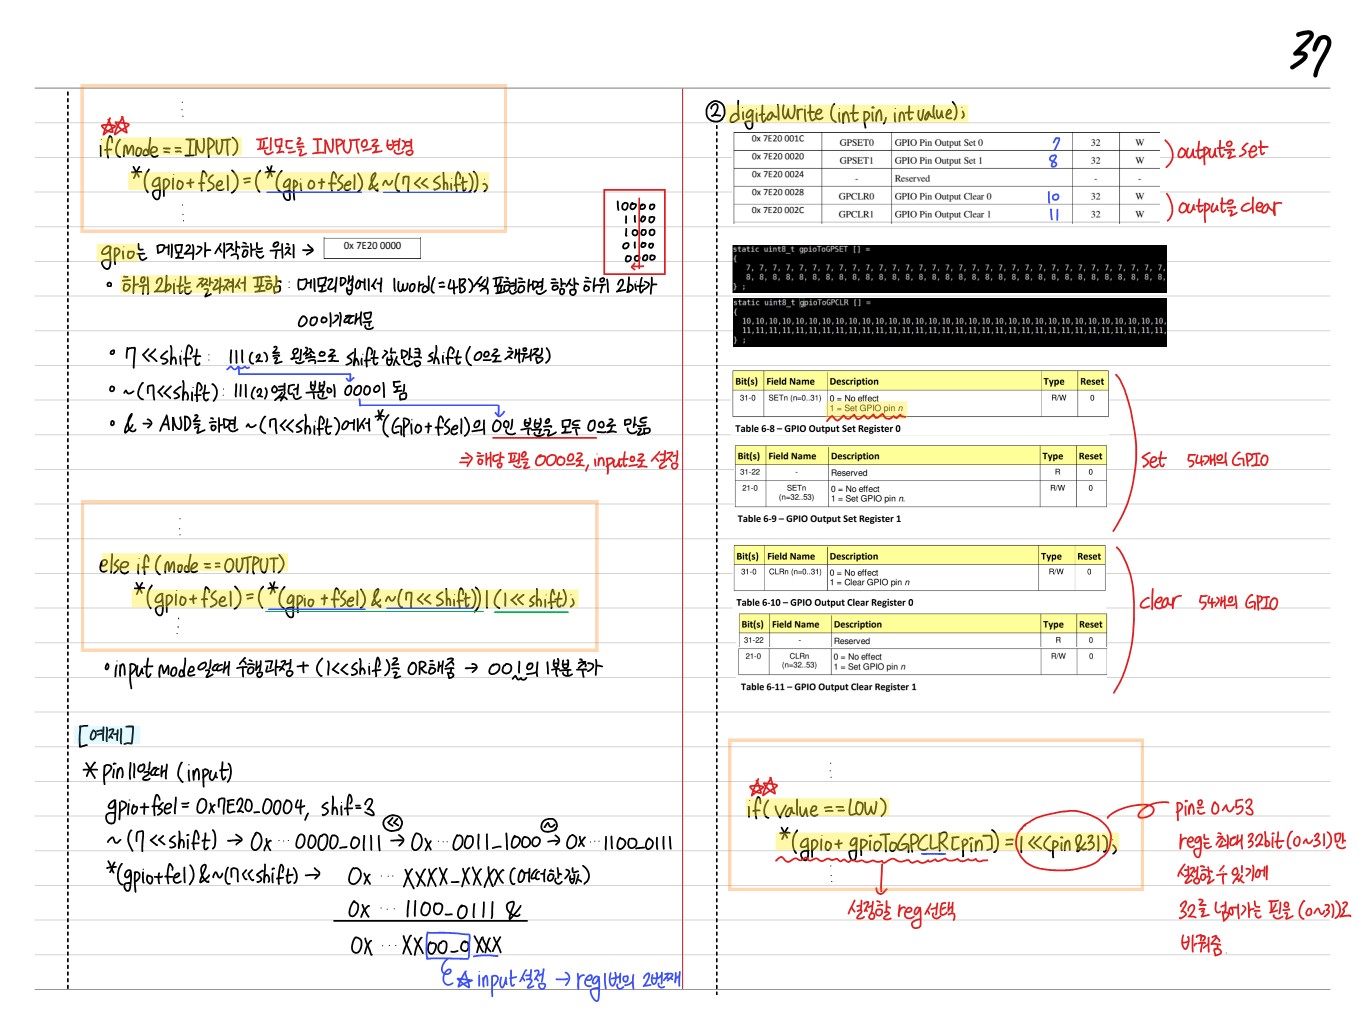 37
☆☆
if(mode==INPUT) 핀모드를 INPUT으로 변경
*(gpio+fSel)=(*(gpio+fSel)&~(7<<shift));
10000
1100
1000
0100
0000
gpio는 메모리가 시작하는 위치 → 0x 7E20 0000
• 하위 2bit는 짤라져서 포함 : 메모리맵에서 1word(=4B)씩 표현하면 항상 하위 2bit가
00이기때문
• 7<<shift : 111(2)를 왼쪽으로 shift 값만큼 shift (0으로 채워짐)
• ~(7<<shift) : 111(2)였던 부분이 000이 됨
• & → AND를 하면 ~(7<<shift)에서 *(GPio+fSel)의 0인 부분을 모두 0으로 만듦
⇒ 해당 핀을 000으로, input으로 설정
else if (mode==OUTPUT)
*(gpio+fSel)=(*(gpio+fSel)&~(7<<shift))|(1<<shift);
• input mode일때 수행과정 + (1<<shif)를 OR해줌 → 001의 1부분 추가
[예제]
* pin 11일때 (input)
gpio+fsel = 0x7E20_0004, shif=3
<<
~
~(7<<shift) → 0x ··· 0000_0111 → 0x ··· 0011_1000 → 0x ··· 1100_0111
*(gpio+fel)&~(7<<shift) → 0x ··· XXXX_XXXX (어떠한 값)
0x ··· 1100_0111 &
0x ··· XX00_0XXX
☆ input 설정 → reg1번의 2번째
② digitalWrite (int pin, int value);
0x 7E20 001C GPSET0 GPIO Pin Output Set 0 7 32 W
0x 7E20 0020 GPSET1 GPIO Pin Output Set 1 8 32 W
0x 7E20 0024 - Reserved - -
0x 7E20 0028 GPCLR0 GPIO Pin Output Clear 0 10 32 W
0x 7E20 002C GPCLR1 GPIO Pin Output Clear 1 11 32 W
output을 set
output을 clear
static uint8_t gpioToGPSET [] =
{
7, 7, 7, 7, 7, 7, 7, 7, 7, 7, 7, 7, 7, 7, 7, 7, 7, 7, 7, 7, 7, 7, 7, 7, 7, 7, 7, 7, 7, 7, 7, 7,
8, 8, 8, 8, 8, 8, 8, 8, 8, 8, 8, 8, 8, 8, 8, 8, 8, 8, 8, 8, 8, 8, 8, 8, 8, 8, 8, 8, 8, 8, 8, 8,
} ;
static uint8_t gpioToGPCLR [] =
{
10,10,10,10,10,10,10,10,10,10,10,10,10,10,10,10,10,10,10,10,10,10,10,10,10,10,10,10,10,10,10,10,
11,11,11,11,11,11,11,11,11,11,11,11,11,11,11,11,11,11,11,11,11,11,11,11,11,11,11,11,11,11,11,11,
} ;
Bit(s) Field Name Description Type Reset
31-0 SETn (n=0..31) 0 = No effect R/W 0
1 = Set GPIO pin n
Table 6-8 – GPIO Output Set Register 0
Bit(s) Field Name Description Type Reset
31-22 - Reserved R 0
21-0 SETn 0 = No effect R/W 0
(n=32..53) 1 = Set GPIO pin n.
Table 6-9 – GPIO Output Set Register 1
set 54개의 GPIO
Bit(s) Field Name Description Type Reset
31-0 CLRn (n=0..31) 0 = No effect R/W 0
1 = Clear GPIO pin n
Table 6-10 – GPIO Output Clear Register 0
Bit(s) Field Name Description Type Reset
31-22 - Reserved R 0
21-0 CLRn 0 = No effect R/W 0
(n=32..53) 1 = Set GPIO pin n
Table 6-11 – GPIO Output Clear Register 1
clear 54개의 GPIO
☆☆
if( value ==LOW)
*(gpio+ gpioToGPCLR[pin]) = 1<<(pin&31);
설정할 reg 선택
pin은 0~53
reg는 최대 32bit (0~31)만
설정할 수 있기에
32를 넘어가는 핀을 (0~31)로
바꿔줌.